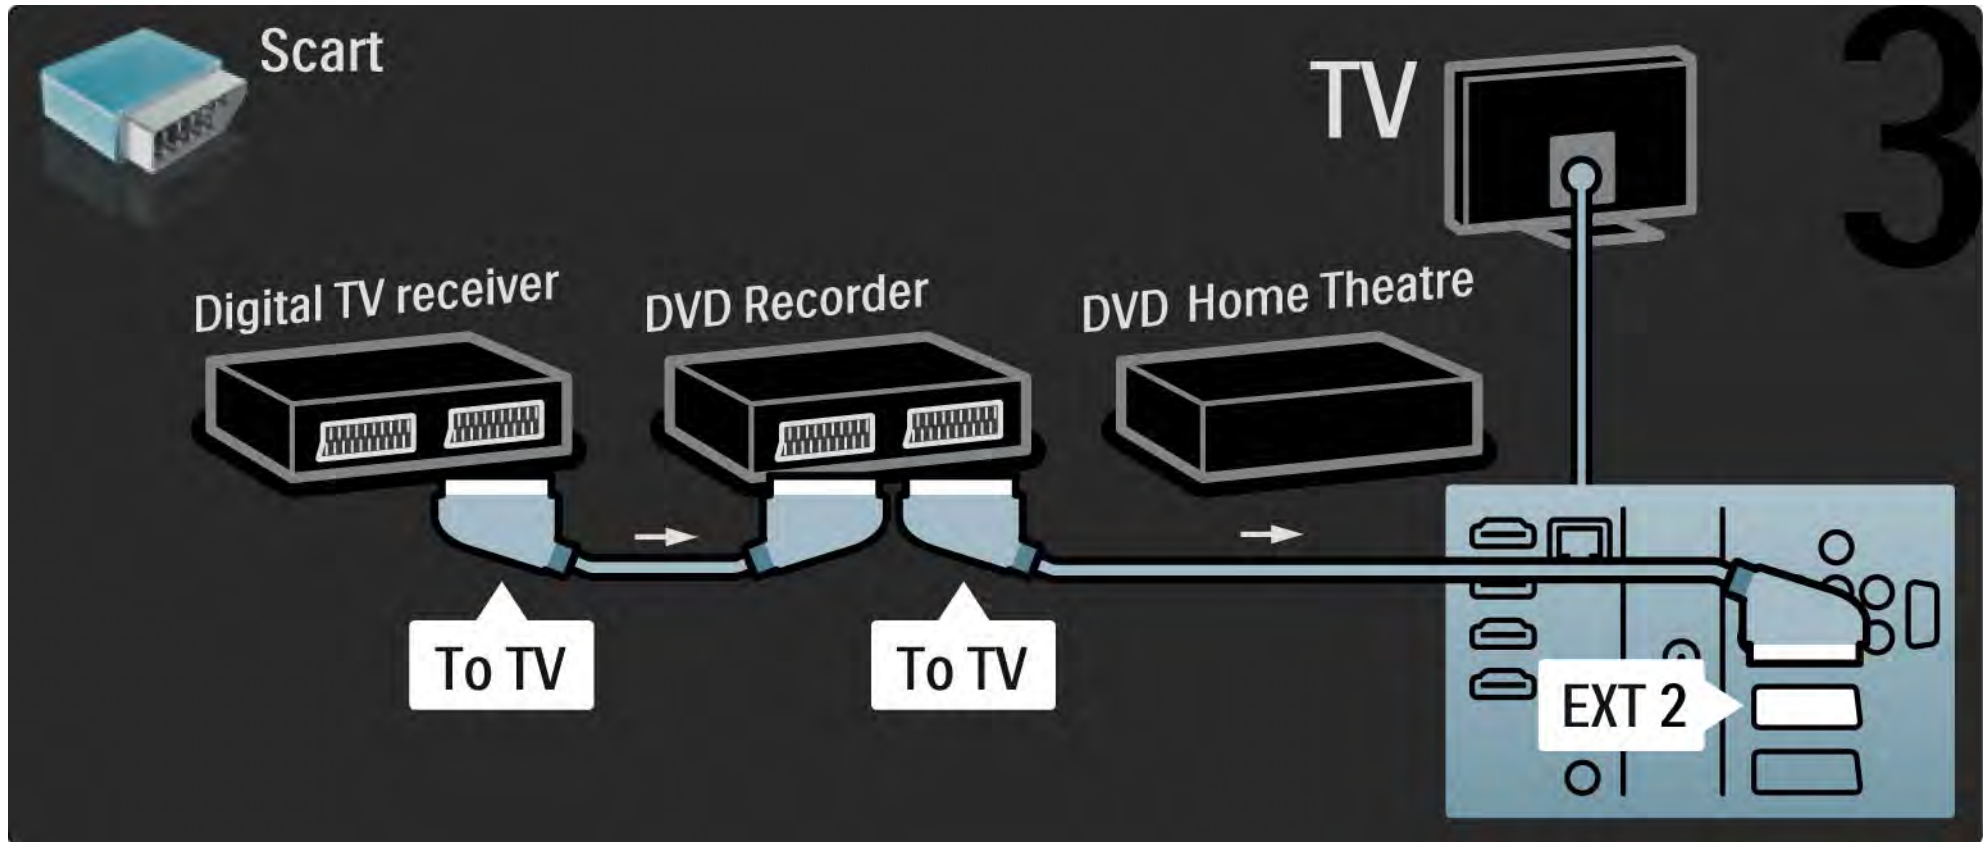 Scart
TV
3
Digital TV receiver
DVD Recorder
DVD Home Theatre
To TV
To TV
EXT 2